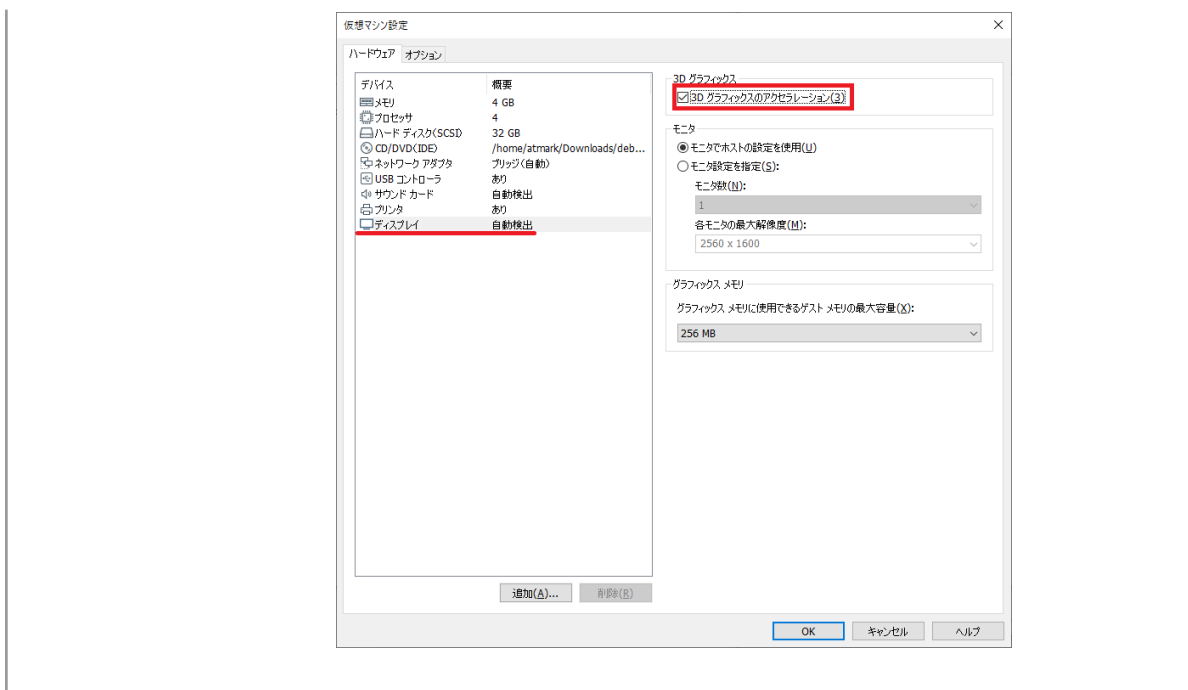 仮想マシン設定
ハードウェア オプション
デバイス 概要
メモリ 4 GB
プロセッサ 4
ハード ディスク(SCSI) 32 GB
CD/DVD(IDE) /home/atmark/Downloads/deb...
ネットワーク アダプタ ブリッジ(自動)
USB コントローラ あり
サウンド カード 自動検出
プリンタ あり
ディスプレイ 自動検出
追加(A)... 削除(R)
3D グラフィックス
3D グラフィックスのアクセラレーション(3)
モニタ
モニタでホストの設定を使用(U)
モニタ設定を指定(S):
モニタ数(N):
1
各モニタの最大解像度(M):
2560 x 1600
グラフィックス メモリ
グラフィックス メモリに使用できるゲスト メモリの最大容量(X):
256 MB
OK キャンセル ヘルプ